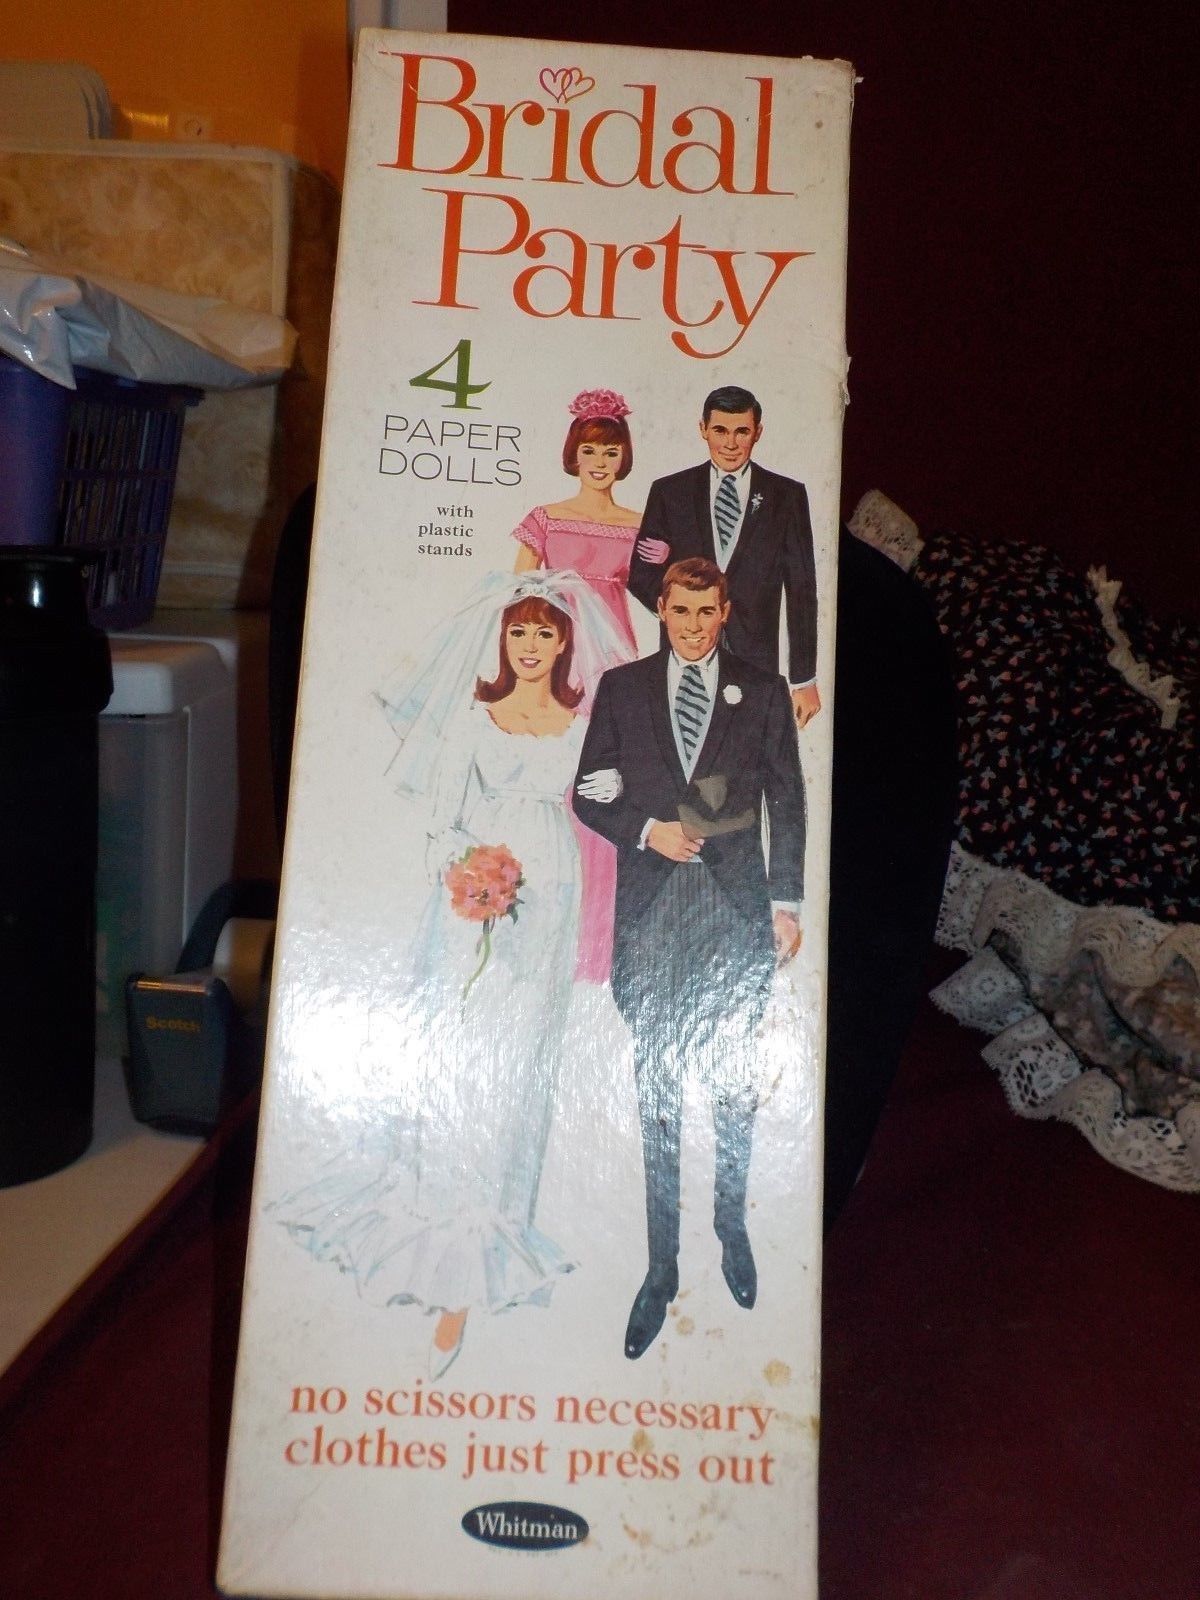 Bridal
Party
4
PAPER
DOLLS
with
plastic
stands
Scotch
no scissors necessary
clothes just press out
Whitman